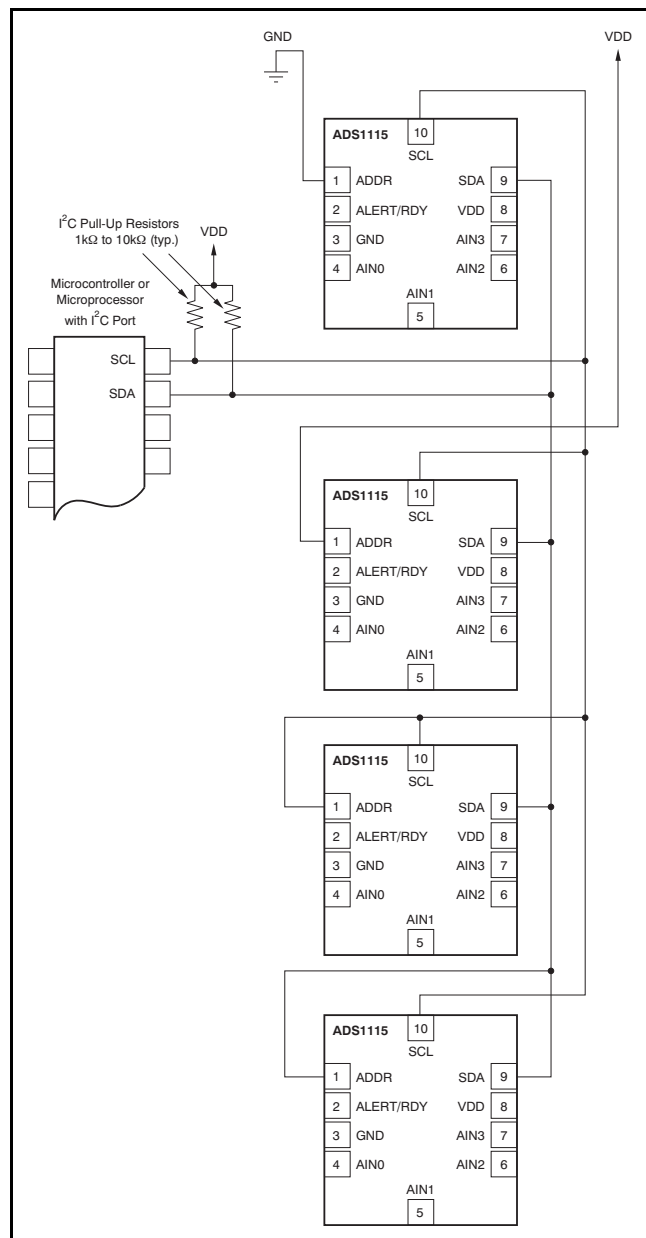 GND
VDD
ADS1115
10
SCL
1 ADDR
SDA 9
2 ALERT/RDY
VDD 8
3 GND
AIN3 7
4 AIN0
AIN2 6
AIN1
5
I²C Pull-Up Resistors
1kΩ to 10kΩ (typ.)
VDD
Microcontroller or
Microprocessor
with I²C Port
SCL
SDA
ADS1115
10
SCL
1 ADDR
SDA 9
2 ALERT/RDY
VDD 8
3 GND
AIN3 7
4 AIN0
AIN2 6
AIN1
5
ADS1115
10
SCL
1 ADDR
SDA 9
2 ALERT/RDY
VDD 8
3 GND
AIN3 7
4 AIN0
AIN2 6
AIN1
5
ADS1115
10
SCL
1 ADDR
SDA 9
2 ALERT/RDY
VDD 8
3 GND
AIN3 7
4 AIN0
AIN2 6
AIN1
5